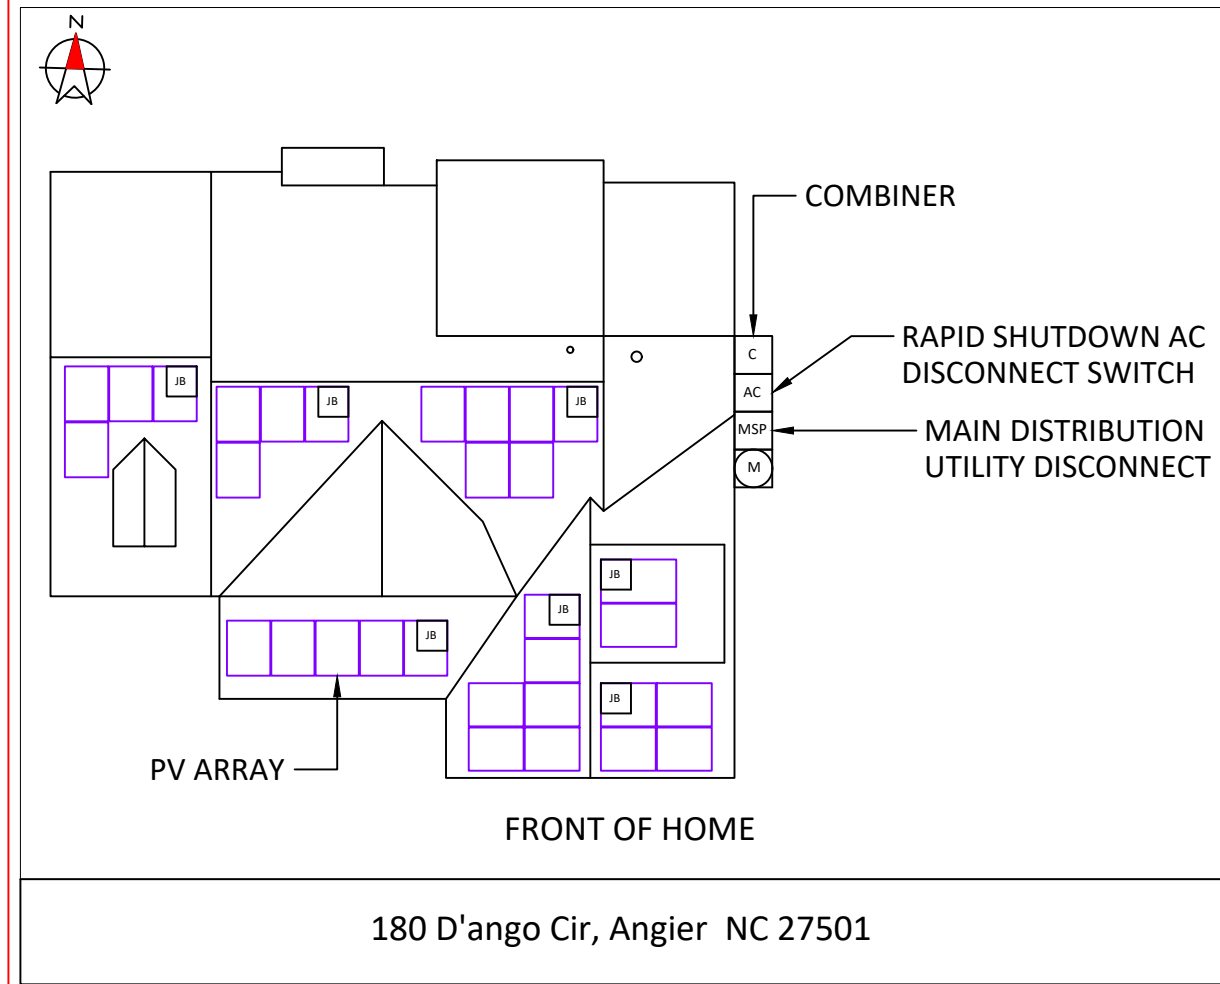 N
COMBINER
C
RAPID SHUTDOWN AC
DISCONNECT SWITCH
AC
MSP
MAIN DISTRIBUTION
UTILITY DISCONNECT
M
JB
JB
JB
JB
JB
JB
JB
PV ARRAY
FRONT OF HOME
180 D'ango Cir, Angier NC 27501